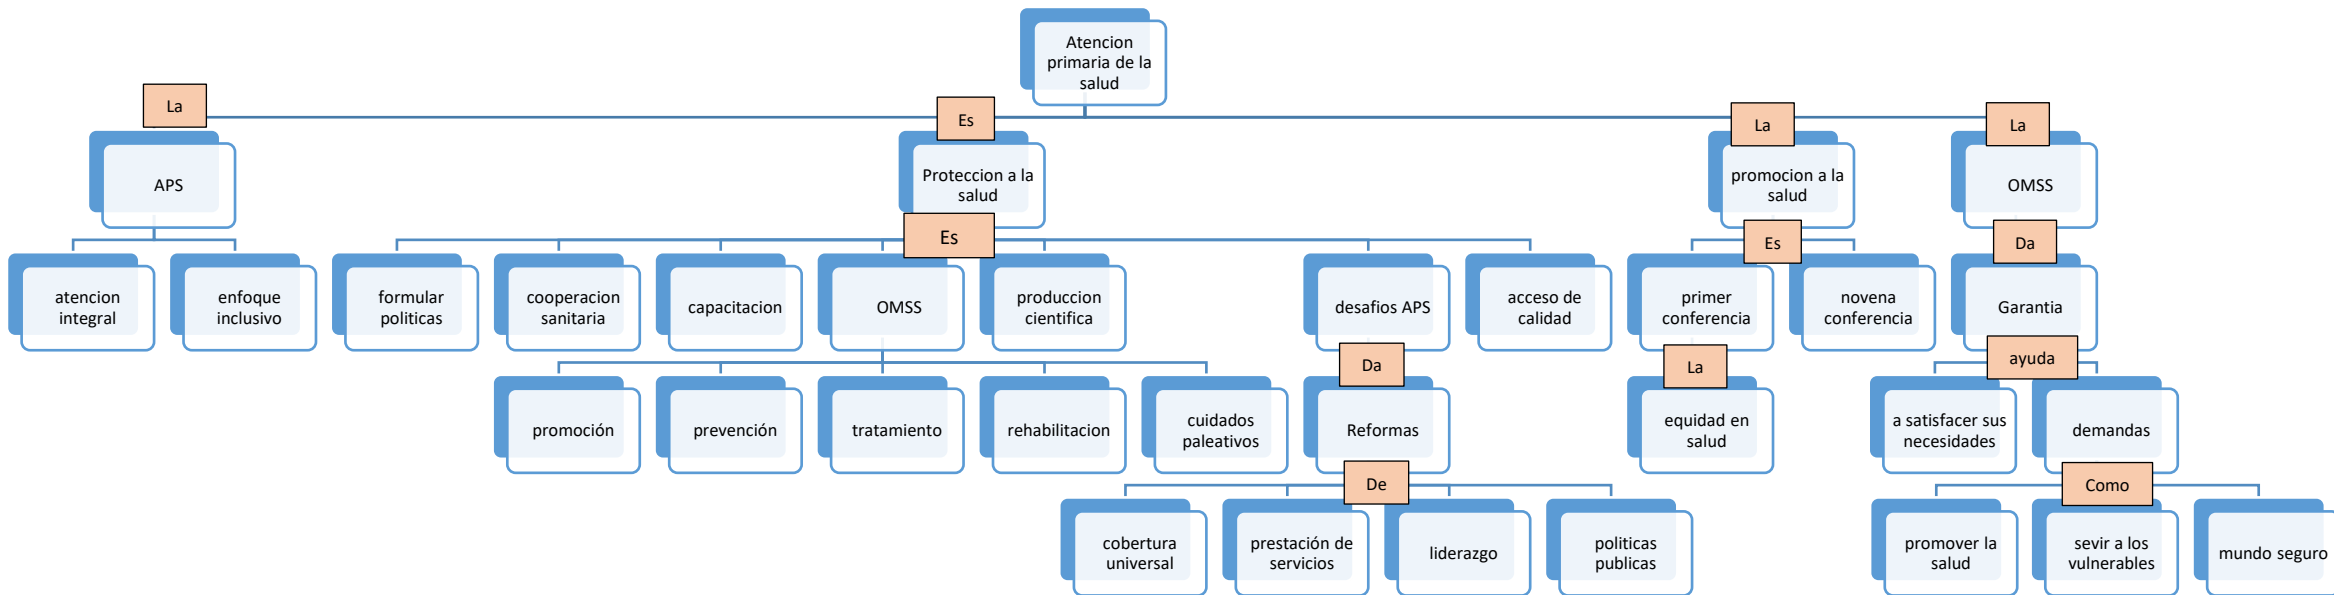 Atencion
primaria de la
salud
La
Es
La
La
APS
Proteccion a la
salud
promocion a la
salud
OMSS
Es
Es
Da
atencion
integral
enfoque
inclusivo
formular
politicas
cooperacion
sanitaria
capacitacion
OMSS
produccion
cientifica
desafios APS
acceso de
calidad
primer
conferencia
novena
conferencia
Garantia
Da
La
ayuda
promoción
prevención
tratamiento
rehabilitacion
cuidados
paleativos
Reformas
equidad en
salud
a satisfacer sus
necesidades
demandas
De
Como
cobertura
universal
prestación de
servicios
liderazgo
politicas
publicas
promover la
salud
sevir a los
vulnerables
mundo seguro